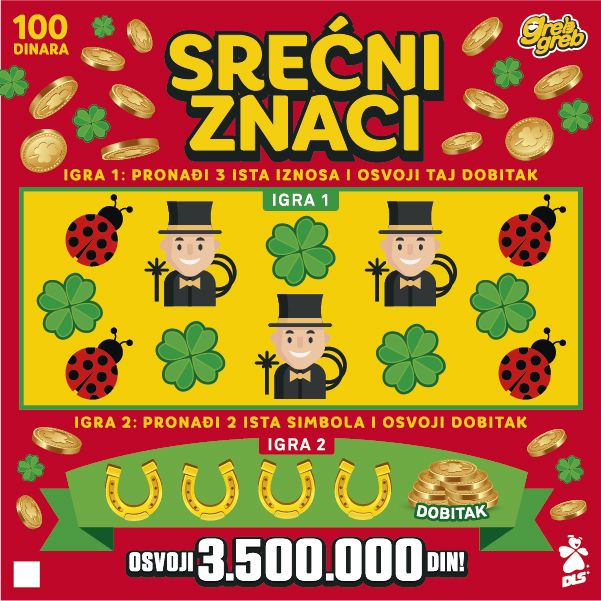 100
DINARA
greb
greb
SREĆNI
ZNACI
IGRA 1: PRONAĐI 3 ISTA IZNOSA I OSVOJI TAJ DOBITAK
IGRA 1
IGRA 2: PRONAĐI 2 ISTA SIMBOLA I OSVOJI DOBITAK
IGRA 2
DOBITAK
OSVOJI 3.500.000 DIN!
DLS